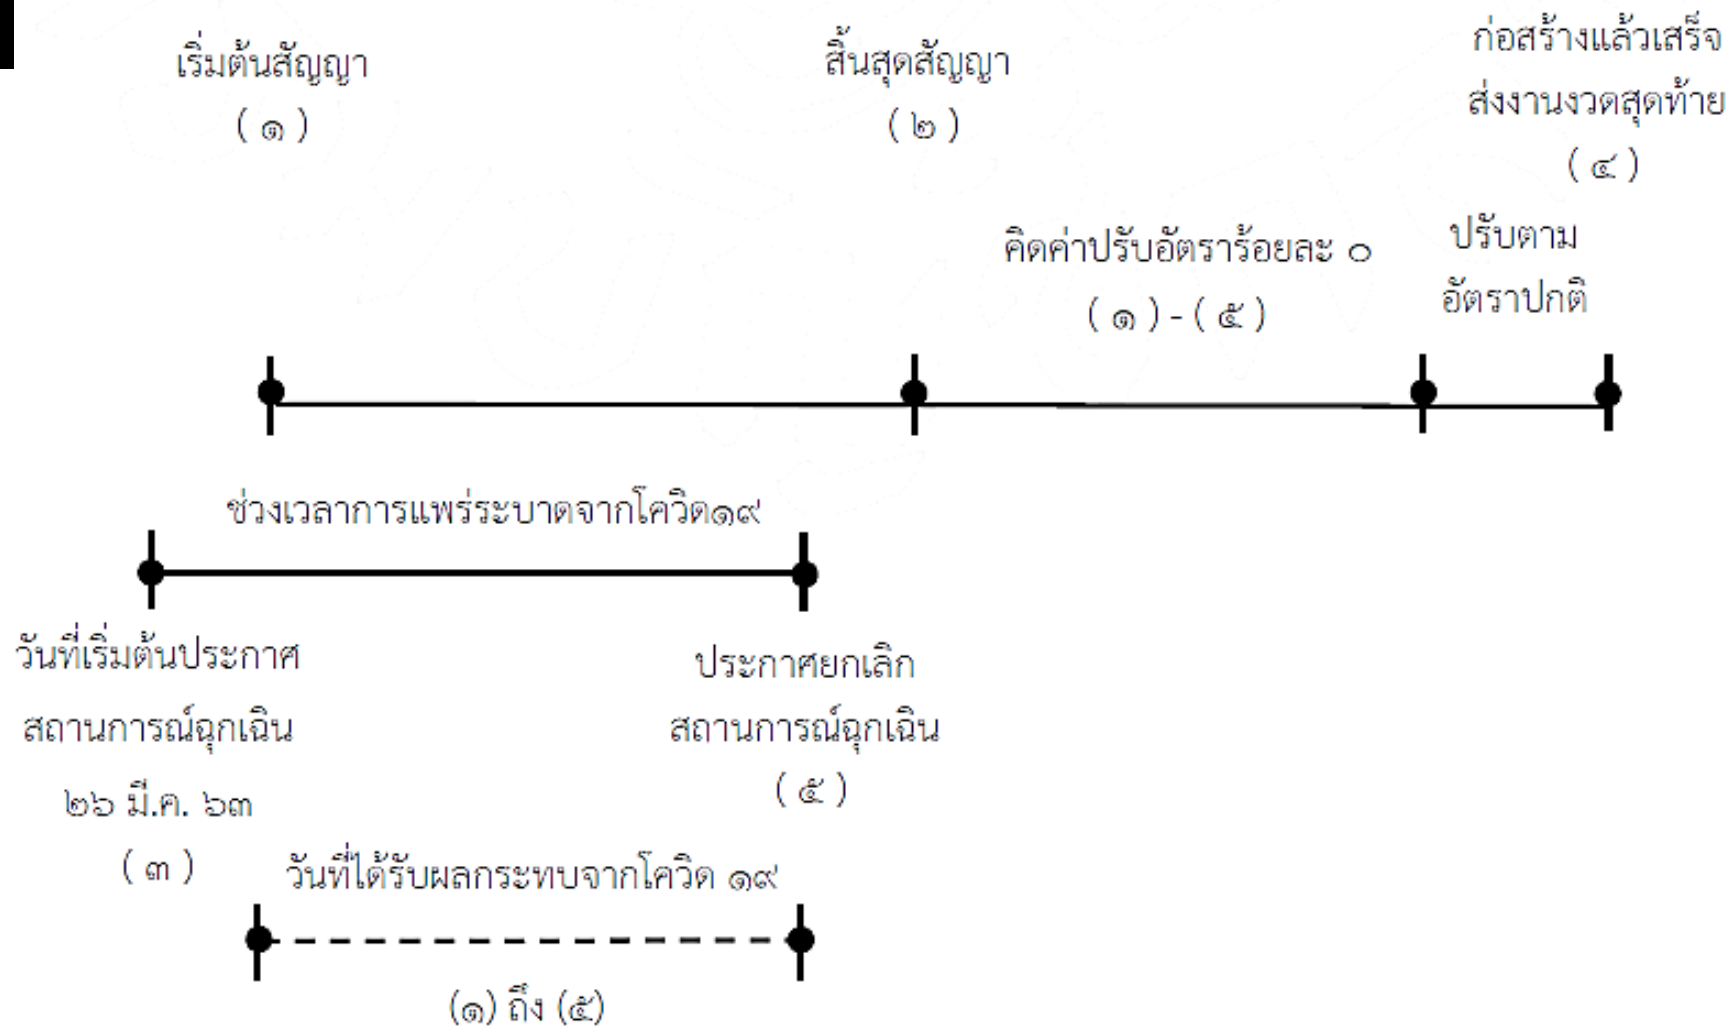 เริ่มต้นสัญญา
( ๑ )
สิ้นสุดสัญญา
( ๒ )
ก่อสร้างแล้วเสร็จ
ส่งงานงวดสุดท้าย
( ๔ )
คิดค่าปรับอัตราร้อยละ ๐
( ๑ ) - ( ๕ )
ปรับตาม
อัตราปกติ
ช่วงเวลาการแพร่ระบาดจากโควิด๑๙
วันที่เริ่มต้นประกาศ
สถานการณ์ฉุกเฉิน
๒๖ มี.ค. ๖๓
( ๓ )
ประกาศยกเลิก
สถานการณ์ฉุกเฉิน
( ๕ )
วันที่ได้รับผลกระทบจากโควิด ๑๙
(๑) ถึง (๕)